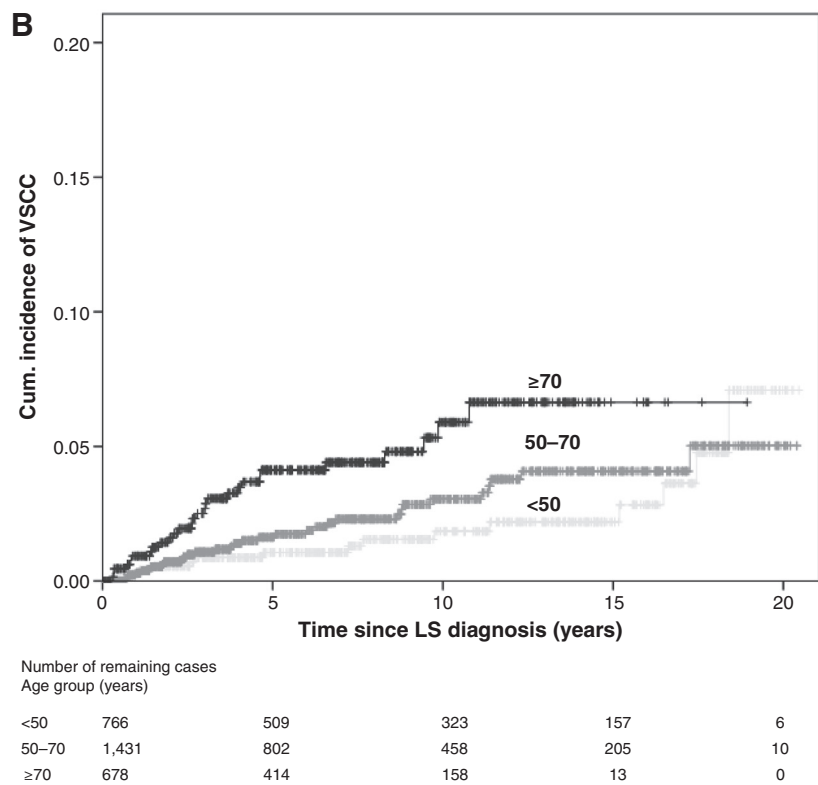 B
0.20
0.15
0.10
0.05
0.00
Cum. incidence of VSCC
≥70
50–70
<50
0 5 10 15 20
Time since LS diagnosis (years)
Number of remaining cases
Age group (years)
<50 766 509 323 157 6
50–70 1,431 802 458 205 10
≥70 678 414 158 13 0